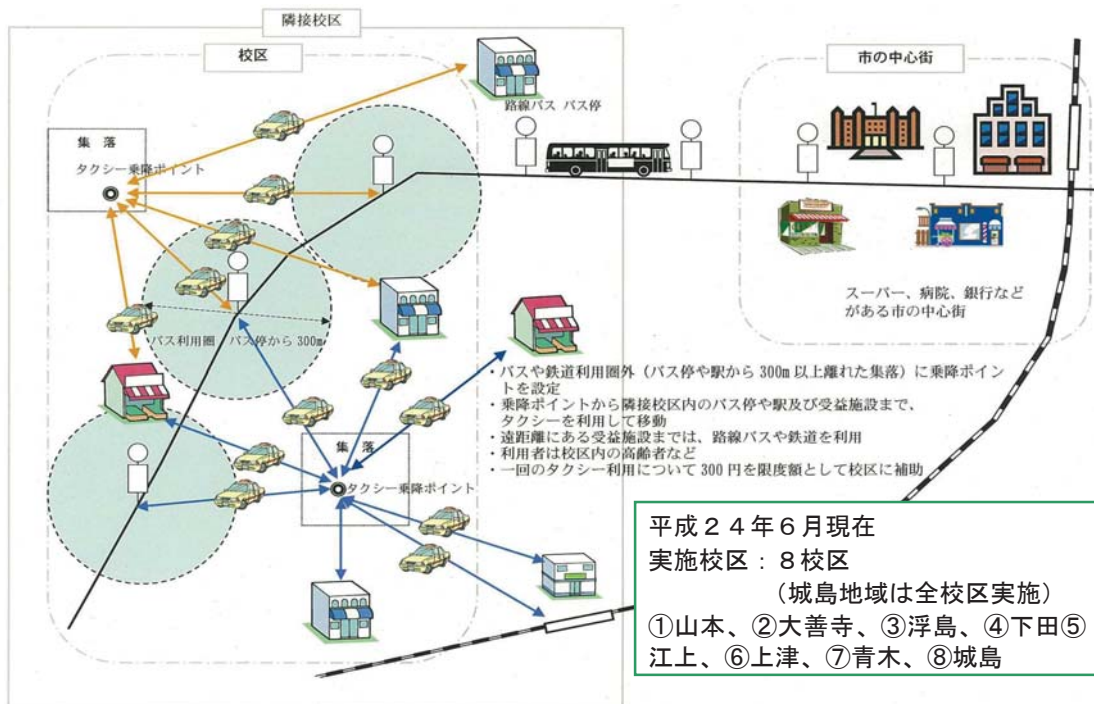 隣接校区
校区
市の中心街
路線バス バス停
集 落
タクシー乗降ポイント
スーパー、病院、銀行など
がある市の中心街
バス利用圏 バス停から 300m
・バスや鉄道利用圏外（バス停や駅から 300m 以上離れた集落）に乗降ポイン
トを設定
・乗降ポイントから隣接校区内のバス停や駅及び受益施設まで、
タクシーを利用して移動
・遠距離にある受益施設までは、路線バスや鉄道を利用
・利用者は校区内の高齢者など
・一回のタクシー利用について 300 円を限度額として校区に補助
集 落
タクシー乗降ポイント
平成２４年６月現在
実施校区：８校区
（城島地域は全校区実施）
①山本、②大善寺、③浮島、④下田⑤
江上、⑥上津、⑦青木、⑧城島